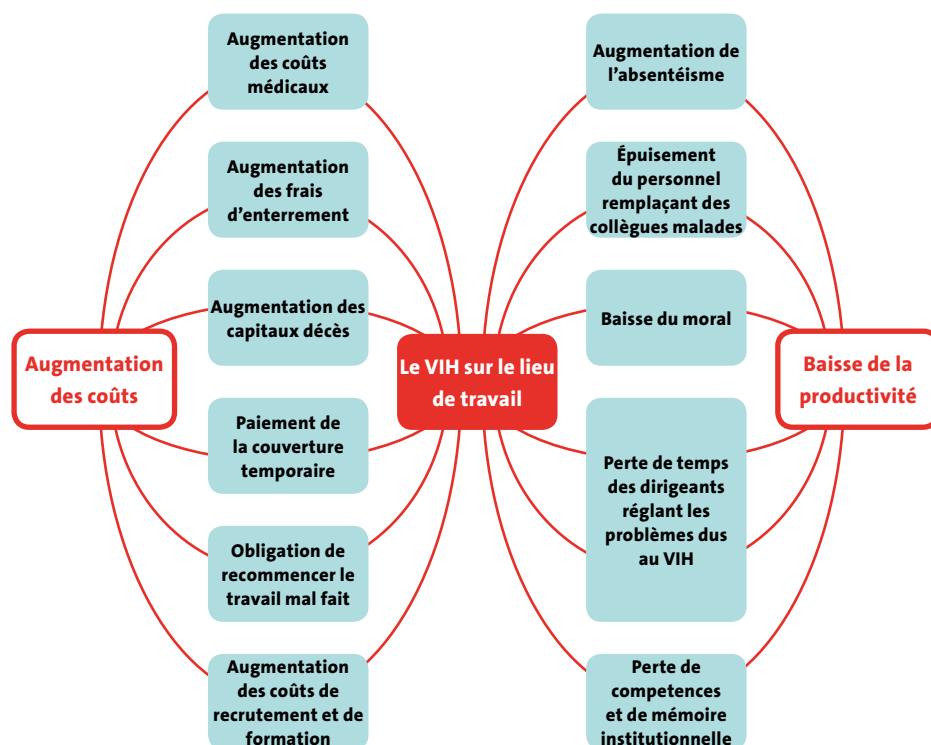 Augmentation
des coûts
médicaux
Augmentation
des frais
d'enterrement
Augmentation des
capitaux décès
Paiement de
la couverture
temporaire
Obligation de
recommencer le
travail mal fait
Augmentation
des coûts de
recrutement et de
formation
Augmentation
des coûts
Le VIH sur le lieu
de travail
Augmentation de
l'absentéisme
Épuisement
du personnel
remplaçant des
collègues malades
Baisse du moral
Perte de temps
des dirigeants
réglant les
problèmes dus
au VIH
Perte de
competences
et de mémoire
institutionnelle
Baisse de la
productivité